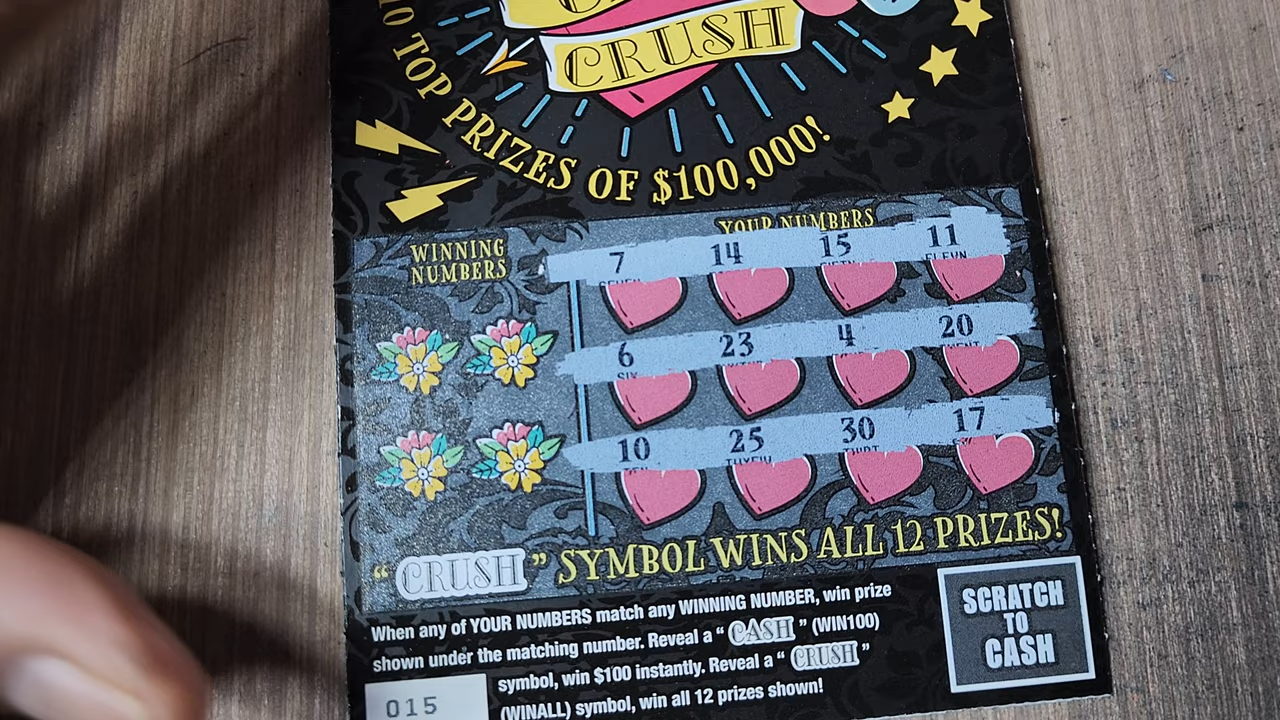 CRUSH
10 TOP PRIZES OF $100,000!
WINNING
NUMBERS
YOUR NUMBERS
7 14 15 11
ELEVN
6 23 4 20
SIX
10 25 30 17
"CRUSH" SYMBOL WINS ALL 12 PRIZES!
When any of YOUR NUMBERS match any WINNING NUMBER, win prize
shown under the matching number. Reveal a "CASH" (WIN100)
symbol, win $100 instantly. Reveal a "CRUSH"
(WINALL) symbol, win all 12 prizes shown!
SCRATCH
TO
CASH
015